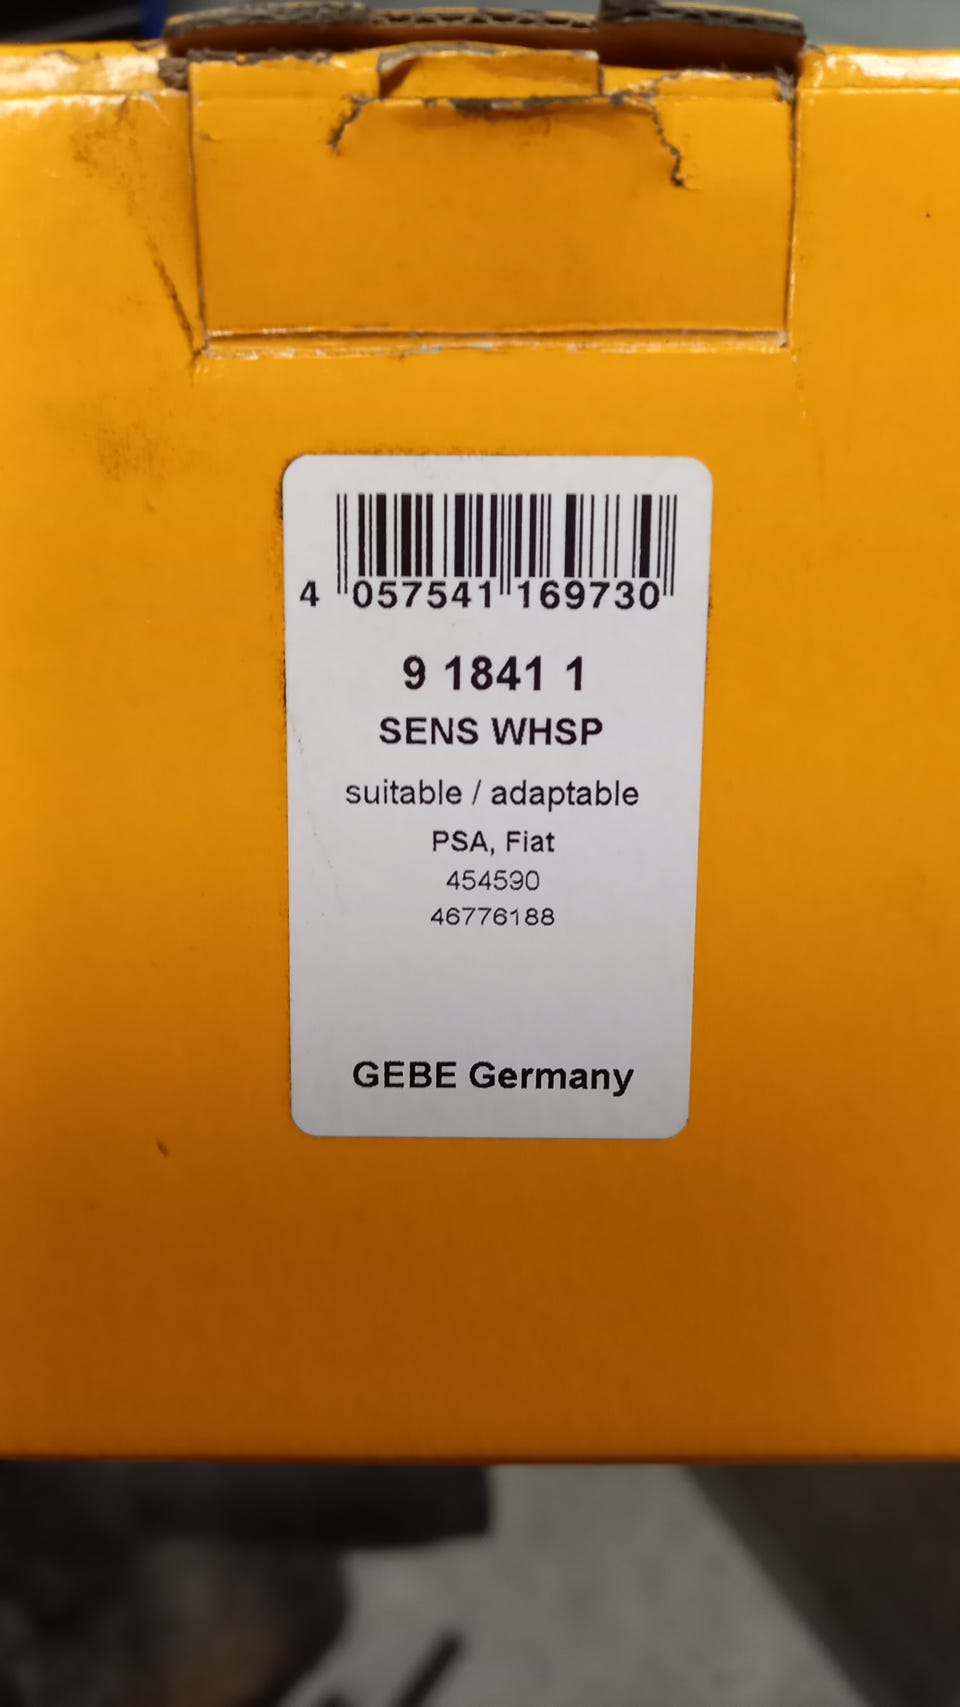 4 057541 169730
9 1841 1
SENS WHSP
suitable / adaptable
PSA, Fiat
454590
46776188
GEBE Germany